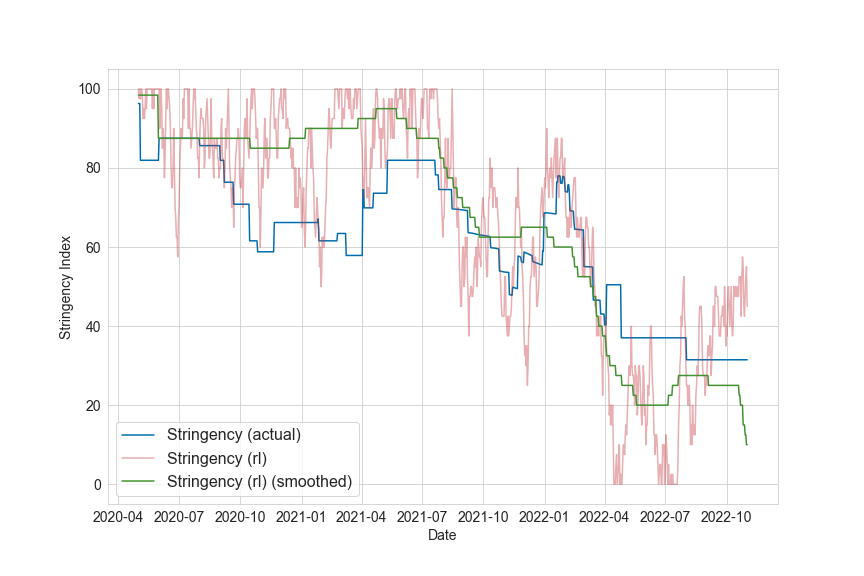 100
80
60
40
20
0
Stringency Index
Stringency (actual)
Stringency (rl)
Stringency (rl) (smoothed)
2020-04 2020-07 2020-10 2021-01 2021-04 2021-07 2021-10 2022-01 2022-04 2022-07 2022-10
Date